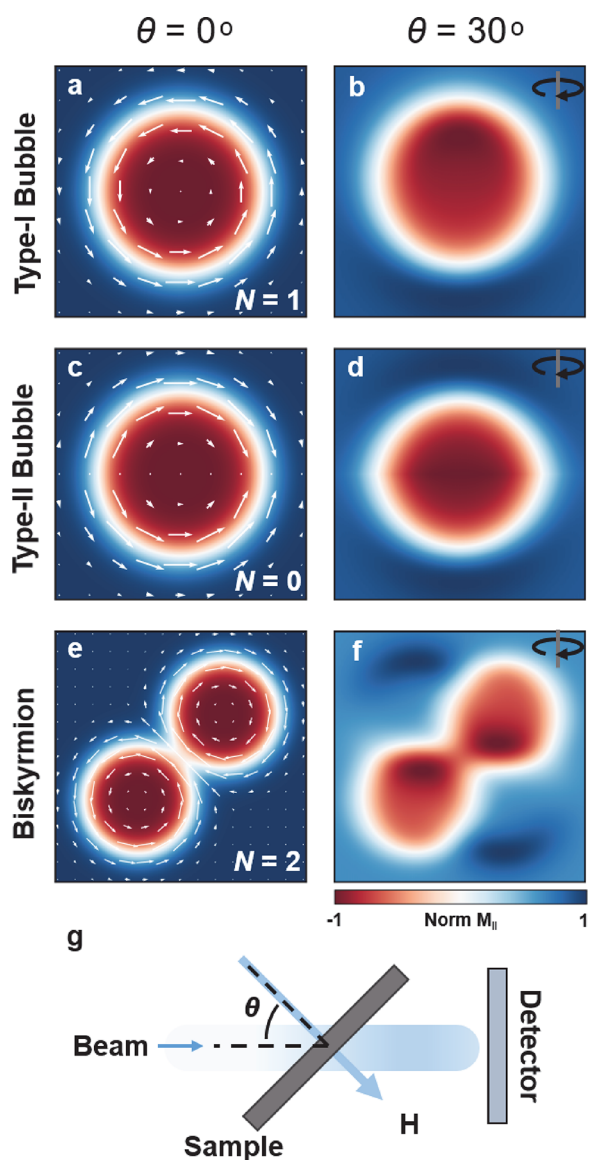 θ = 0° θ = 30°
a b
Type-I Bubble
N = 1
c d
Type-II Bubble
N = 0
e f
Biskyrmion
N = 2
-1 Norm M|| 1
g
θ
Beam
Detector
H
Sample